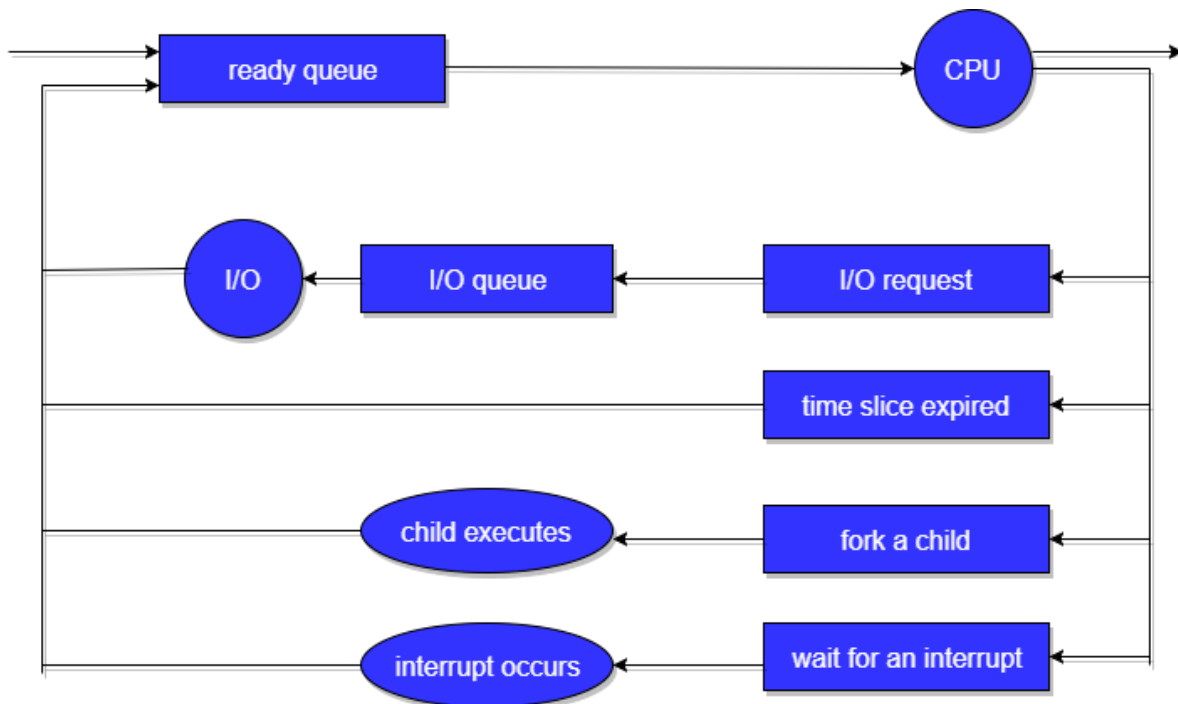 ready queue
CPU
I/O
I/O queue
I/O request
time slice expired
child executes
fork a child
interrupt occurs
wait for an interrupt